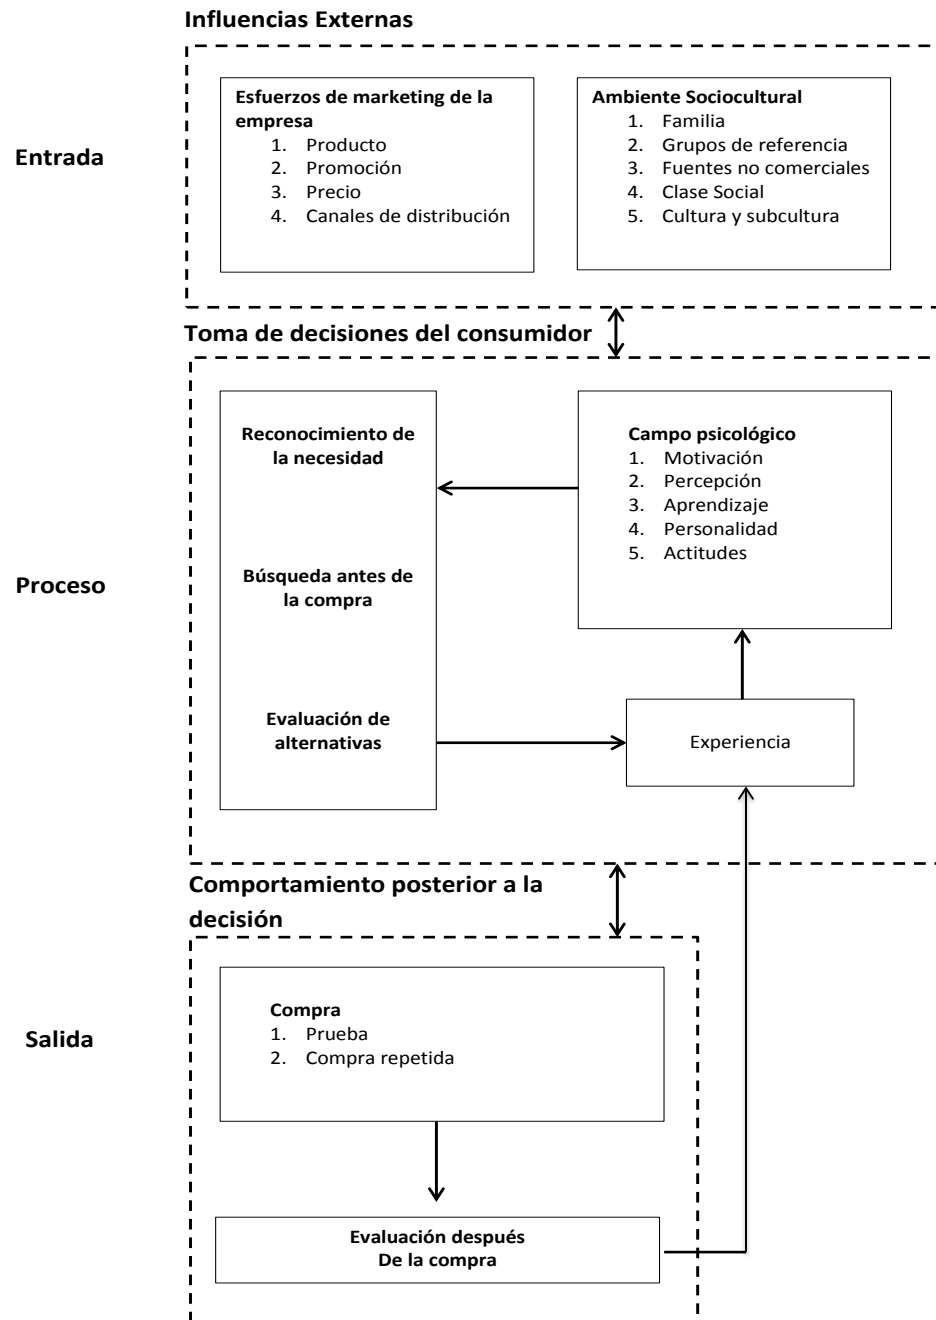 Influencias Externas
Entrada
Esfuerzos de marketing de la
empresa
1. Producto
2. Promoción
3. Precio
4. Canales de distribución
Ambiente Sociocultural
1. Familia
2. Grupos de referencia
3. Fuentes no comerciales
4. Clase Social
5. Cultura y subcultura
Toma de decisiones del consumidor
Proceso
Reconocimiento de
la necesidad
Búsqueda antes de
la compra
Evaluación de
alternativas
Campo psicológico
1. Motivación
2. Percepción
3. Aprendizaje
4. Personalidad
5. Actitudes
Experiencia
Comportamiento posterior a la
decisión
Salida
Compra
1. Prueba
2. Compra repetida
Evaluación después
De la compra